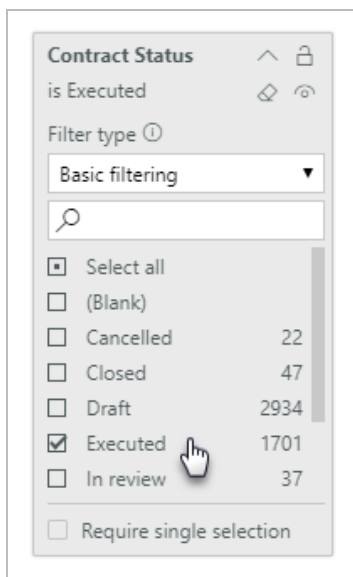 Contract Status
is Executed
Filter type
Basic filtering
Select all
(Blank)
Cancelled 22
Closed 47
Draft 2934
Executed 1701
In review 37
Require single selection